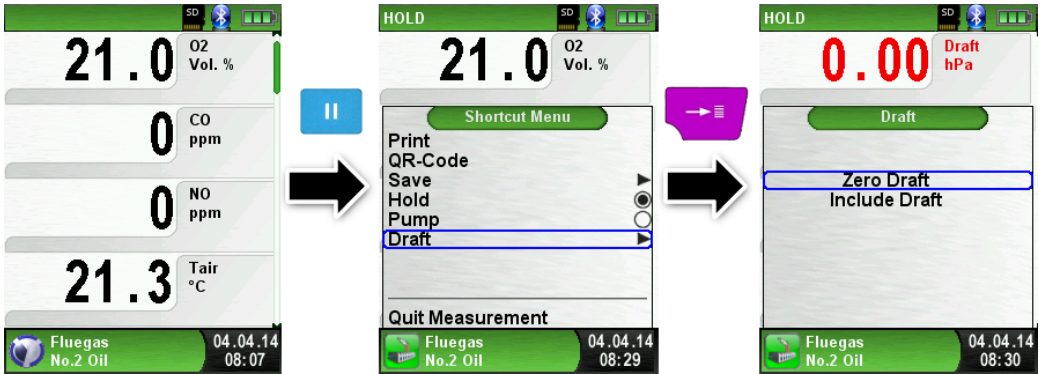 SD
21.0 O2
Vol. %
0 CO
ppm
0 NO
ppm
21.3 Tair
°C
Fluegas 04.04.14
No.2 Oil 08:07
HOLD SD
21.0 O2
Vol. %
Shortcut Menu
Print
QR-Code
Save
Hold
Pump
Draft
Quit Measurement
Fluegas 04.04.14
No.2 Oil 08:29
HOLD SD
0.00 Draft
hPa
Draft
Zero Draft
Include Draft
Fluegas 04.04.14
No.2 Oil 08:30